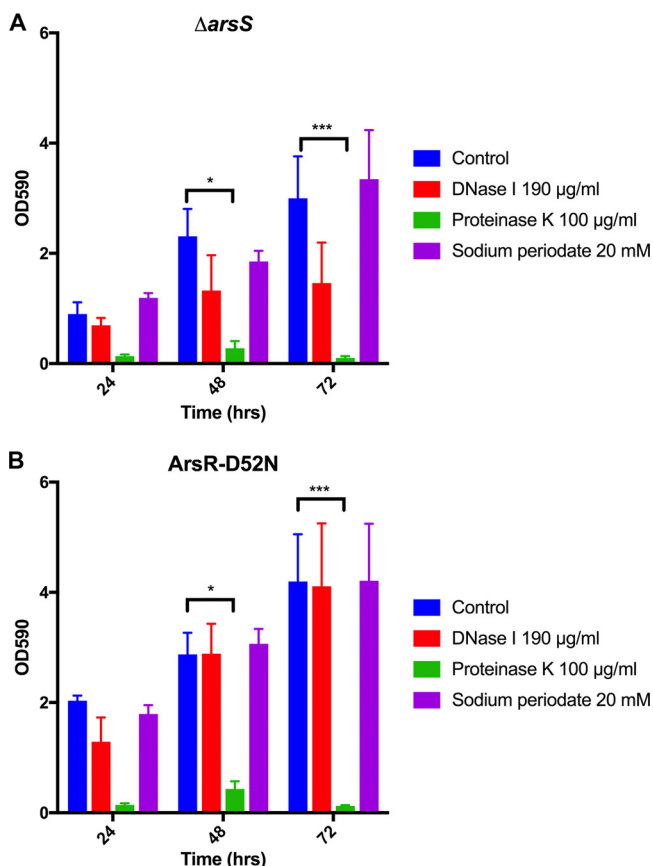 A
ΔarsS
6
4
2
0
OD590
*
***
24
48
72
Time (hrs)
Control
DNase I 190 µg/ml
Proteinase K 100 µg/ml
Sodium periodate 20 mM
B
ArsR-D52N
6
4
2
0
OD590
*
***
24
48
72
Time (hrs)
Control
DNase I 190 µg/ml
Proteinase K 100 µg/ml
Sodium periodate 20 mM